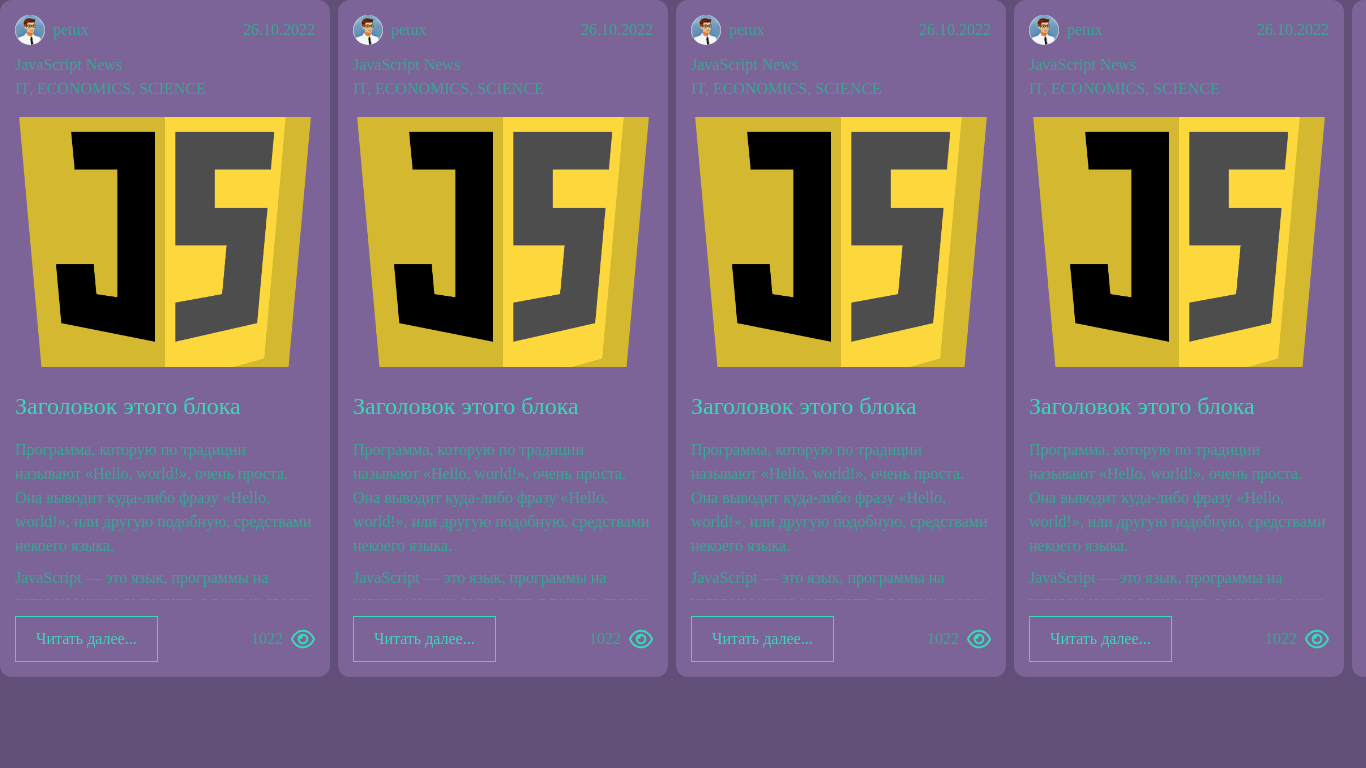 petux 26.10.2022
JavaScript News
IT, ECONOMICS, SCIENCE
JS
Заголовок этого блока
Программа, которую по традиции
называют «Hello, world!», очень проста.
Она выводит куда-либо фразу «Hello,
world!», или другую подобную, средствами
некоего языка.
JavaScript — это язык, программы на
Читать далее... 1022
petux 26.10.2022
JavaScript News
IT, ECONOMICS, SCIENCE
JS
Заголовок этого блока
Программа, которую по традиции
называют «Hello, world!», очень проста.
Она выводит куда-либо фразу «Hello,
world!», или другую подобную, средствами
некоего языка.
JavaScript — это язык, программы на
Читать далее... 1022
petux 26.10.2022
JavaScript News
IT, ECONOMICS, SCIENCE
JS
Заголовок этого блока
Программа, которую по традиции
называют «Hello, world!», очень проста.
Она выводит куда-либо фразу «Hello,
world!», или другую подобную, средствами
некоего языка.
JavaScript — это язык, программы на
Читать далее... 1022
petux 26.10.2022
JavaScript News
IT, ECONOMICS, SCIENCE
JS
Заголовок этого блока
Программа, которую по традиции
называют «Hello, world!», очень проста.
Она выводит куда-либо фразу «Hello,
world!», или другую подобную, средствами
некоего языка.
JavaScript — это язык, программы на
Читать далее... 1022